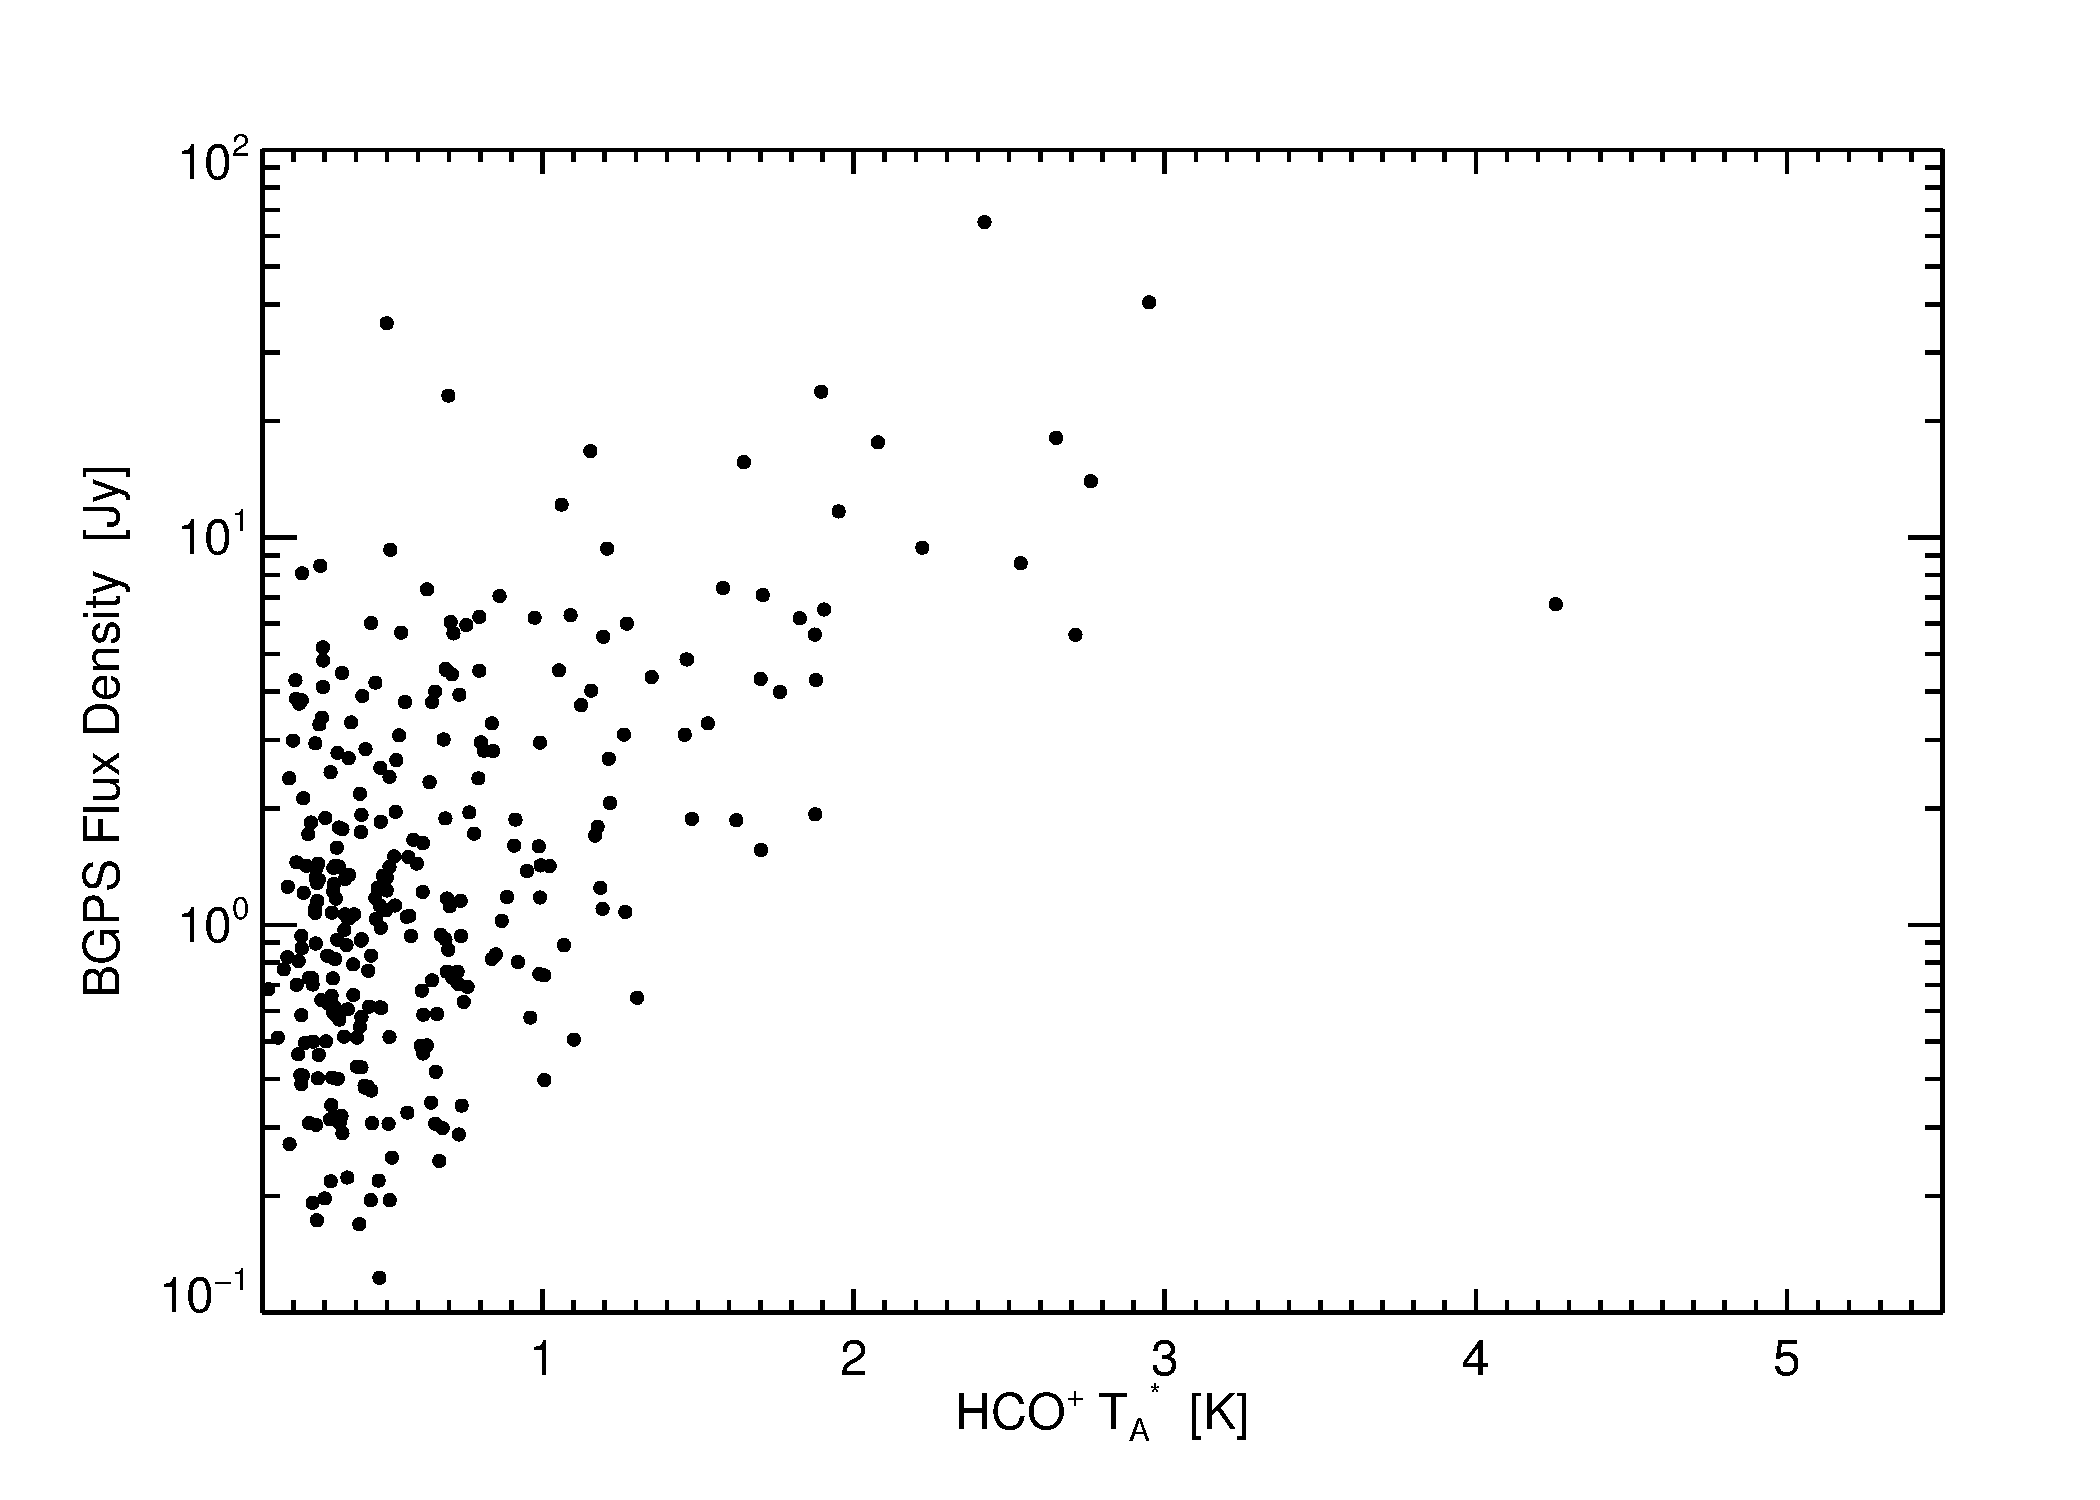 10²
10¹
10⁰
10⁻¹
BGPS Flux Density [Jy]
1 2 3 4 5
HCO⁺ T_A^* [K]